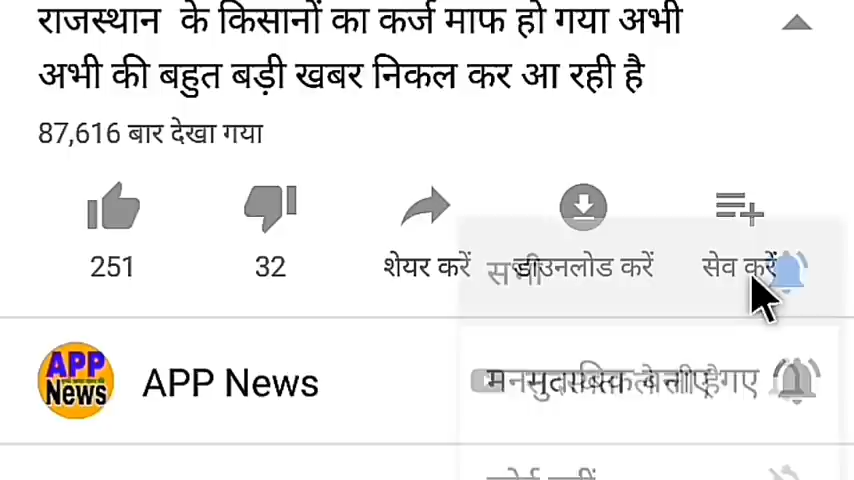 राजस्थान के किसानों का कर्ज माफ हो गया अभी
अभी की बहुत बड़ी खबर निकल कर आ रही है
87,616 बार देखा गया
251
32
शेयर करें
डाउनलोड करें
सेव करें
सभी
APP
News
APP News